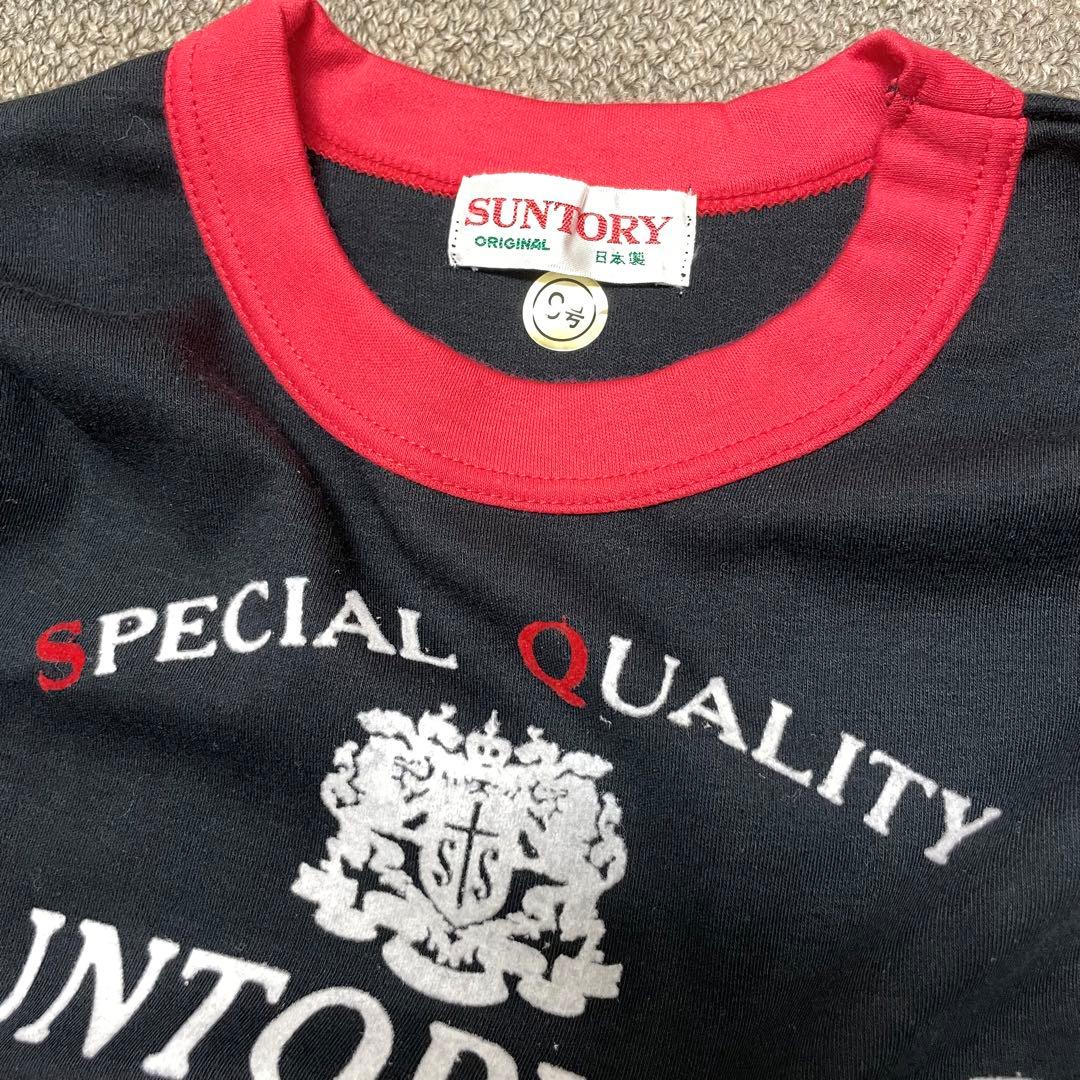 SUNTORY
ORIGINAL 日本製
9号
SPECIAL QUALITY
S S